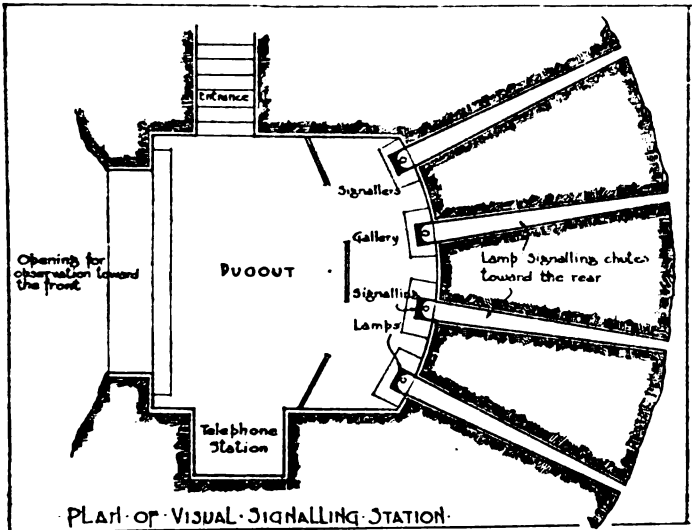 Entrance
Signallers
Gallery
Opening for
observation toward
the front
DUGOUT
Lamp Signalling chutes
toward the rear
Signalling
Lamps
Telephone
Station
·PLAN·OF·VISUAL·SIGNALLING·STATION·